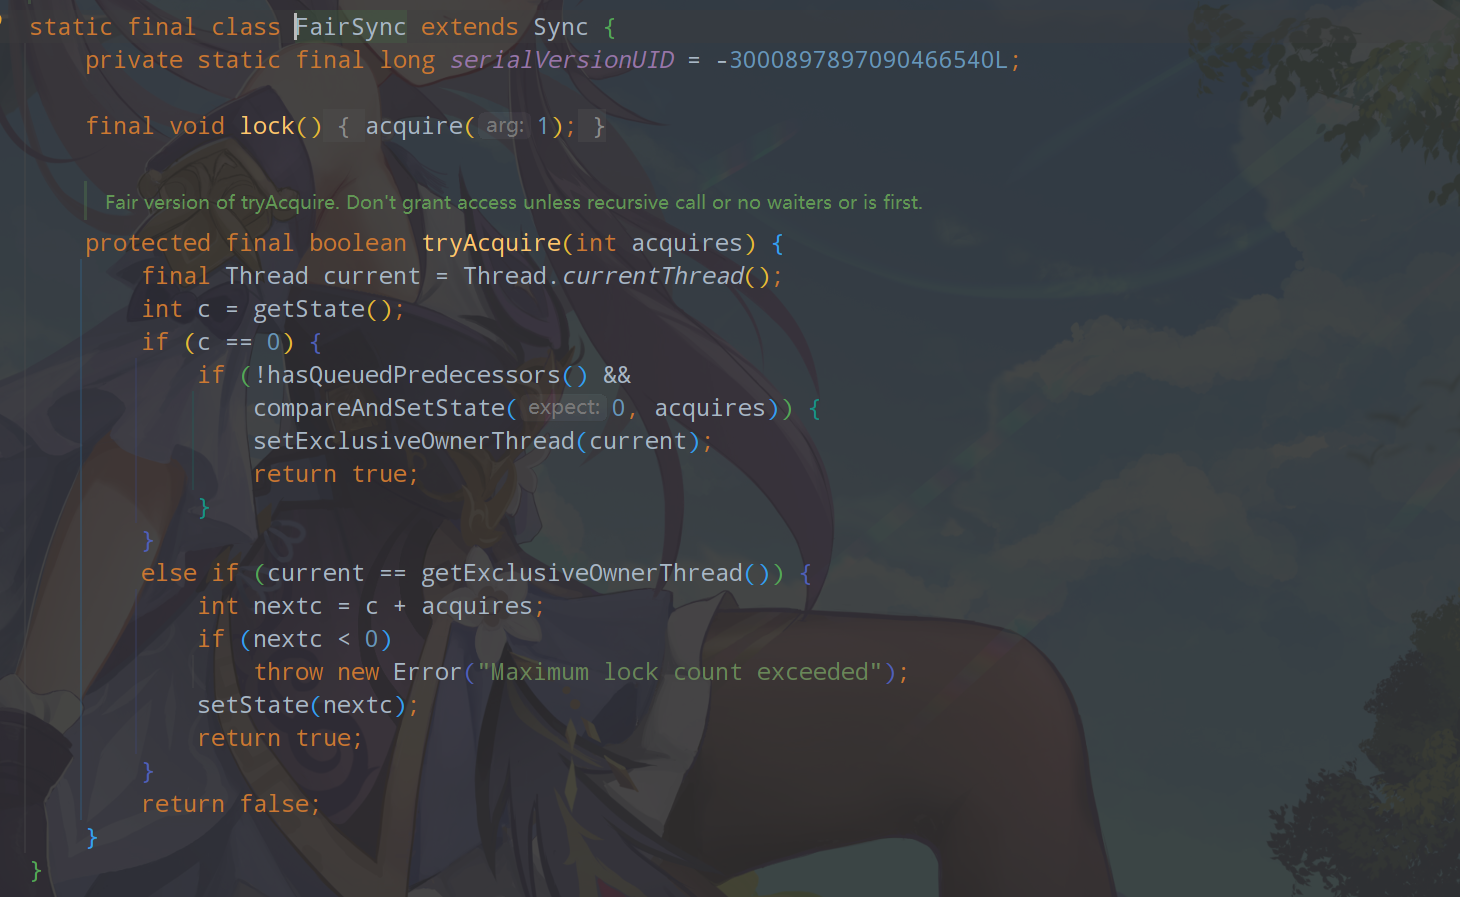 static final class FairSync extends Sync {
private static final long serialVersionUID = -3000897897090466540L;
final void lock() { acquire( arg: 1); }
Fair version of tryAcquire. Don't grant access unless recursive call or no waiters or is first.
protected final boolean tryAcquire(int acquires) {
final Thread current = Thread.currentThread();
int c = getState();
if (c == 0) {
if (!hasQueuedPredecessors() &&
compareAndSetState( expect: 0, acquires)) {
setExclusiveOwnerThread(current);
return true;
}
}
else if (current == getExclusiveOwnerThread()) {
int nextc = c + acquires;
if (nextc < 0)
throw new Error("Maximum lock count exceeded");
setState(nextc);
return true;
}
return false;
}
}